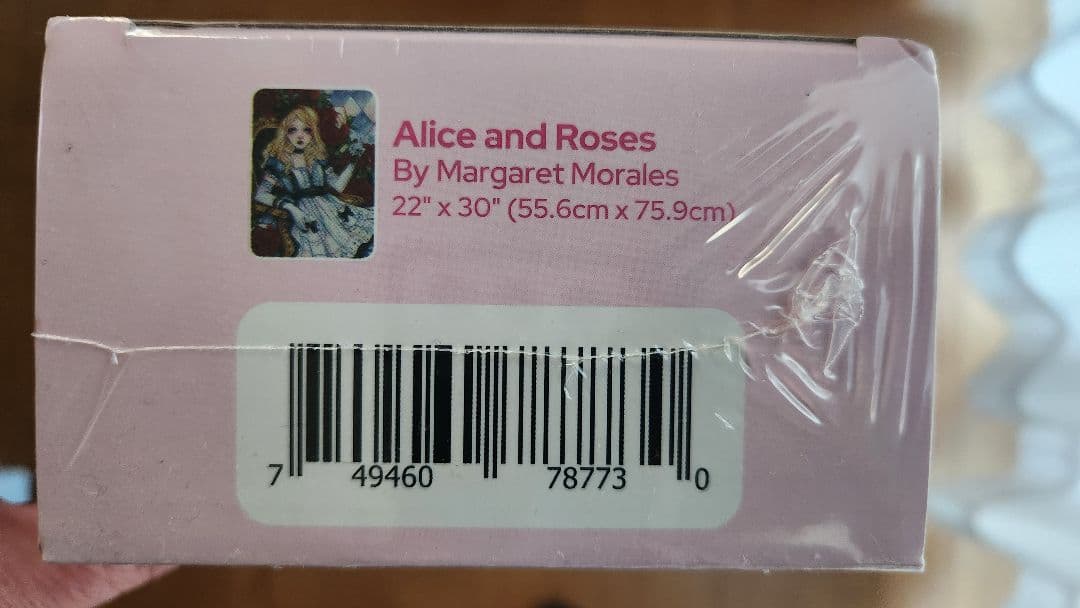 Alice and Roses
By Margaret Morales
22" x 30" (55.6cm x 75.9cm)
7 49460 78773 0